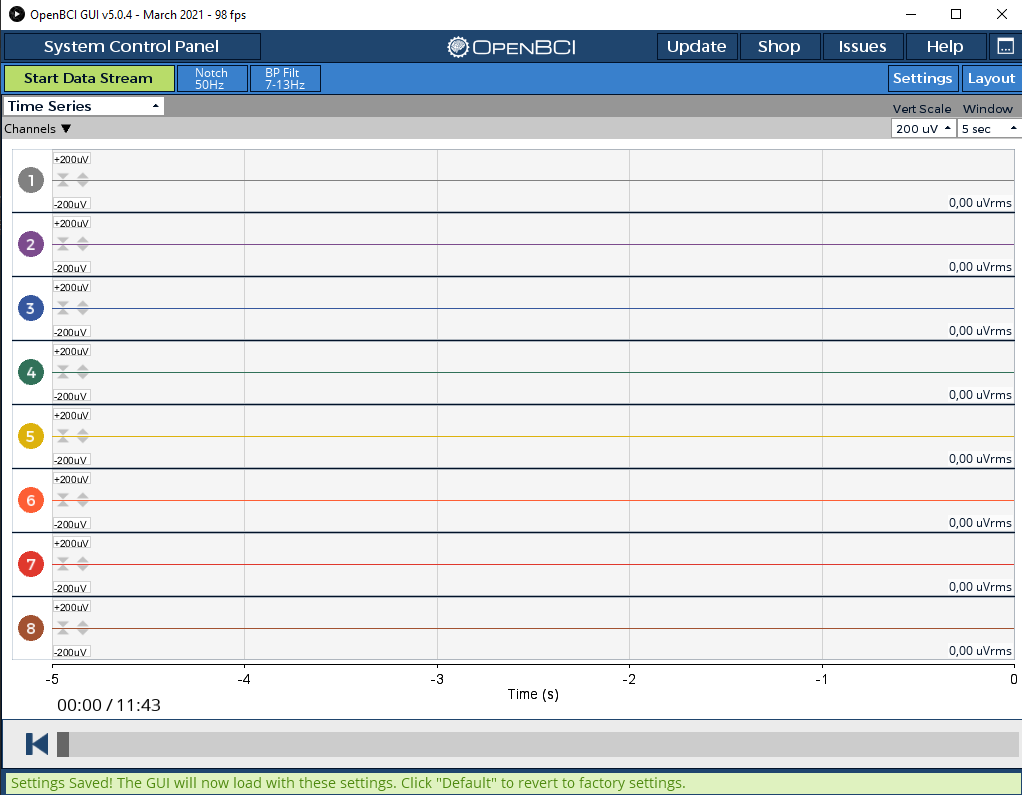 OpenBCI GUI v5.0.4 - March 2021 - 98 fps
System Control Panel
OPENBCI
Update
Shop
Issues
Help
Start Data Stream
Notch
50Hz
BP Filt
7-13Hz
Settings
Layout
Time Series
Vert Scale
Window
Channels ▼
200 uV
5 sec
1
+200uV
-200uV
0,00 uVrms
2
+200uV
-200uV
0,00 uVrms
3
+200uV
-200uV
0,00 uVrms
4
+200uV
-200uV
0,00 uVrms
5
+200uV
-200uV
0,00 uVrms
6
+200uV
-200uV
0,00 uVrms
7
+200uV
-200uV
0,00 uVrms
8
+200uV
-200uV
0,00 uVrms
-5 -4 -3 -2 -1 0
Time (s)
00:00 / 11:43
Settings Saved! The GUI will now load with these settings. Click "Default" to revert to factory settings.